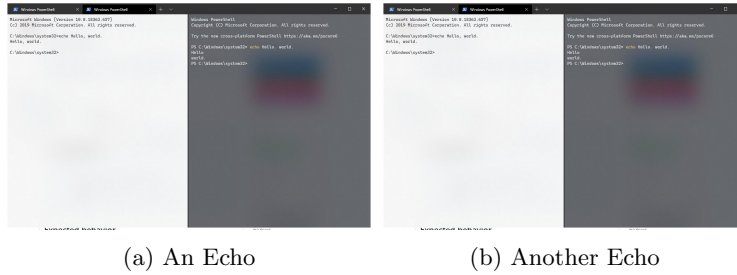 Windows PowerShell
Windows PowerShell
Microsoft Windows [Version 10.0.18363.657]
(c) 2019 Microsoft Corporation. All rights reserved.
C:\Windows\system32>echo Hello, world.
Hello, world.
C:\Windows\system32>
Windows PowerShell
Copyright (C) Microsoft Corporation. All rights reserved.
Try the new cross-platform PowerShell https://aka.ms/pscore6
PS C:\Windows\system32> echo Hello world.
Hello
world.
PS C:\Windows\system32>
(a) An Echo
Windows PowerShell
Windows PowerShell
Microsoft Windows [Version 10.0.18363.657]
(c) 2019 Microsoft Corporation. All rights reserved.
C:\Windows\system32>echo Hello, world.
Hello, world.
C:\Windows\system32>
Windows PowerShell
Copyright (C) Microsoft Corporation. All rights reserved.
Try the new cross-platform PowerShell https://aka.ms/pscore6
PS C:\Windows\system32> echo Hello world.
Hello
world.
PS C:\Windows\system32>
(b) Another Echo